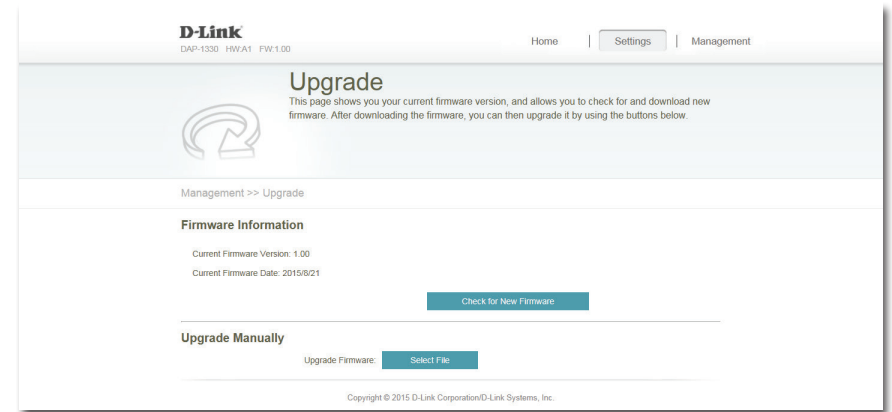 D-Link
DAP-1330 HW:A1 FW:1.00
Home | Settings | Management
Upgrade
This page shows you your current firmware version, and allows you to check for and download new
firmware. After downloading the firmware, you can then upgrade it by using the buttons below.
Management >> Upgrade
Firmware Information
Current Firmware Version: 1.00
Current Firmware Date: 2015/8/21
Check for New Firmware
Upgrade Manually
Upgrade Firmware: Select File
Copyright © 2015 D-Link Corporation/D-Link Systems, Inc.